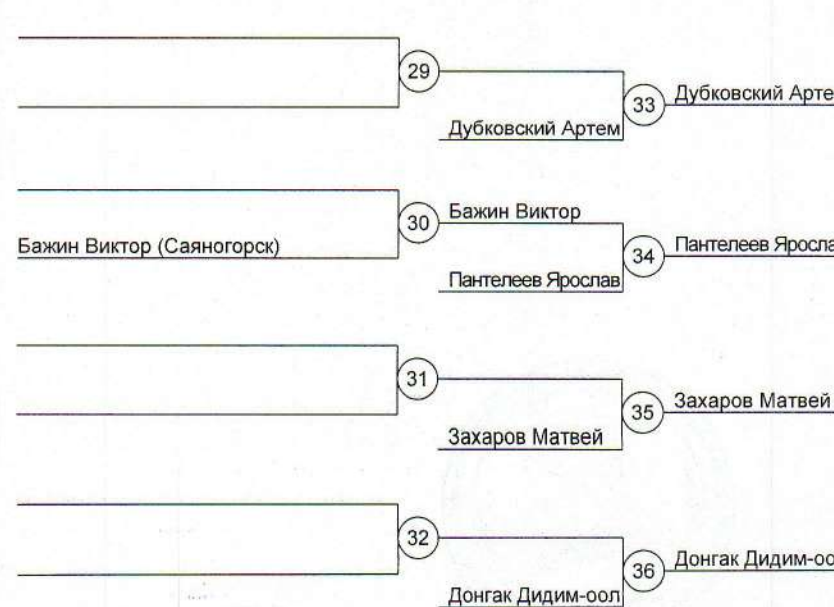 29
33 Дубковский Арте
Дубковский Артем
30 Бажин Виктор
Бажин Виктор (Саяногорск)
34 Пантелеев Яросла
Пантелеев Ярослав
31
35 Захаров Матвей
Захаров Матвей
32
36 Донгак Дидим-оо
Донгак Дидим-оол